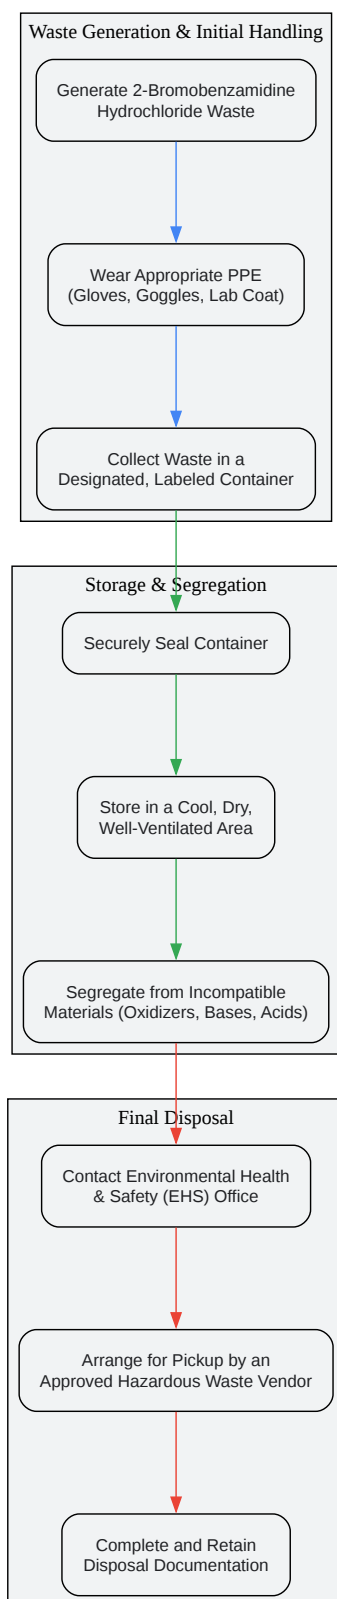 Waste Generation & Initial Handling
Generate 2-Bromobenzamidine
Hydrochloride Waste
Wear Appropriate PPE
(Gloves, Goggles, Lab Coat)
Collect Waste in a
Designated, Labeled Container
Storage & Segregation
Securely Seal Container
Store in a Cool, Dry,
Well-Ventilated Area
Segregate from Incompatible
Materials (Oxidizers, Bases, Acids)
Final Disposal
Contact Environmental Health
& Safety (EHS) Office
Arrange for Pickup by an
Approved Hazardous Waste Vendor
Complete and Retain
Disposal Documentation